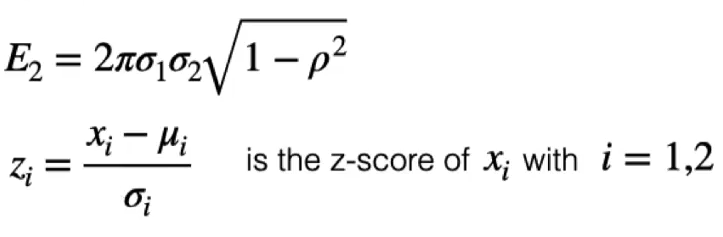 E₂ = 2πσ₁σ₂√(1 − ρ²)
zᵢ = (xᵢ − μᵢ)/σᵢ is the z-score of xᵢ with i = 1,2